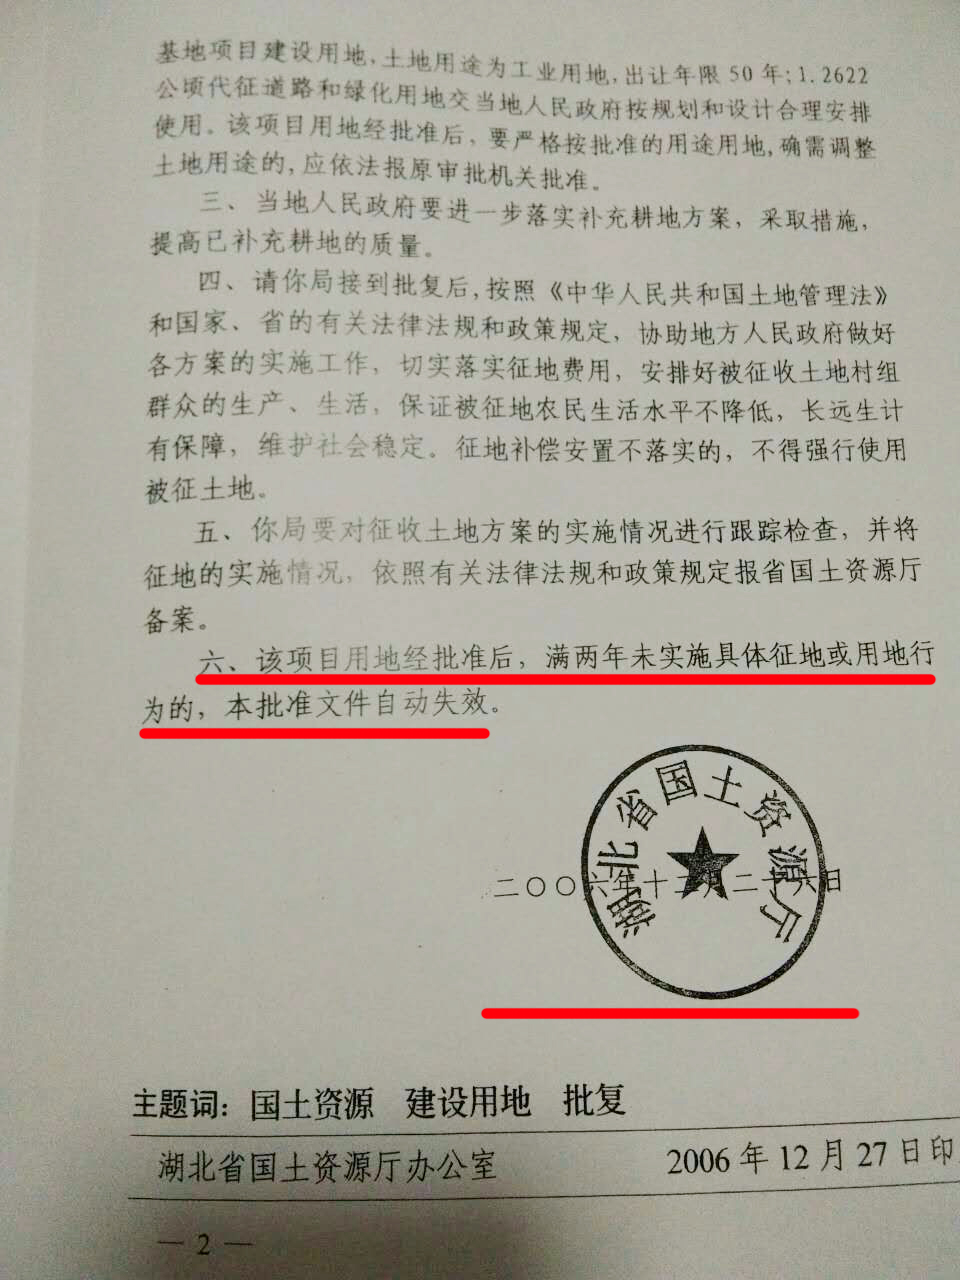 基地项目建设用地,土地用途为工业用地,出让年限50年;1.2622
公顷代征道路和绿化用地交当地人民政府按规划和设计合理安排
使用。该项目用地经批准后,要严格按批准的用途用地,确需调整
土地用途的,应依法报原审批机关批准。
三、当地人民政府要进一步落实补充耕地方案,采取措施,
提高已补充耕地的质量。
四、请你局接到批复后,按照《中华人民共和国土地管理法》
和国家、省的有关法律法规和政策规定,协助地方人民政府做好
各方案的实施工作,切实落实征地费用,安排好被征收土地村组
群众的生产、生活,保证被征地农民生活水平不降低,长远生计
有保障,维护社会稳定。征地补偿安置不落实的,不得强行使用
被征土地。
五、你局要对征收土地方案的实施情况进行跟踪检查,并将
征地的实施情况,依照有关法律法规和政策规定报省国土资源厅
备案。
六、该项目用地经批准后,满两年未实施具体征地或用地行
为的,本批准文件自动失效。
湖北省国土资源厅
二〇〇六年十二月二十六日
主题词:国土资源 建设用地 批复
湖北省国土资源厅办公室 2006年12月27日印
— 2 —